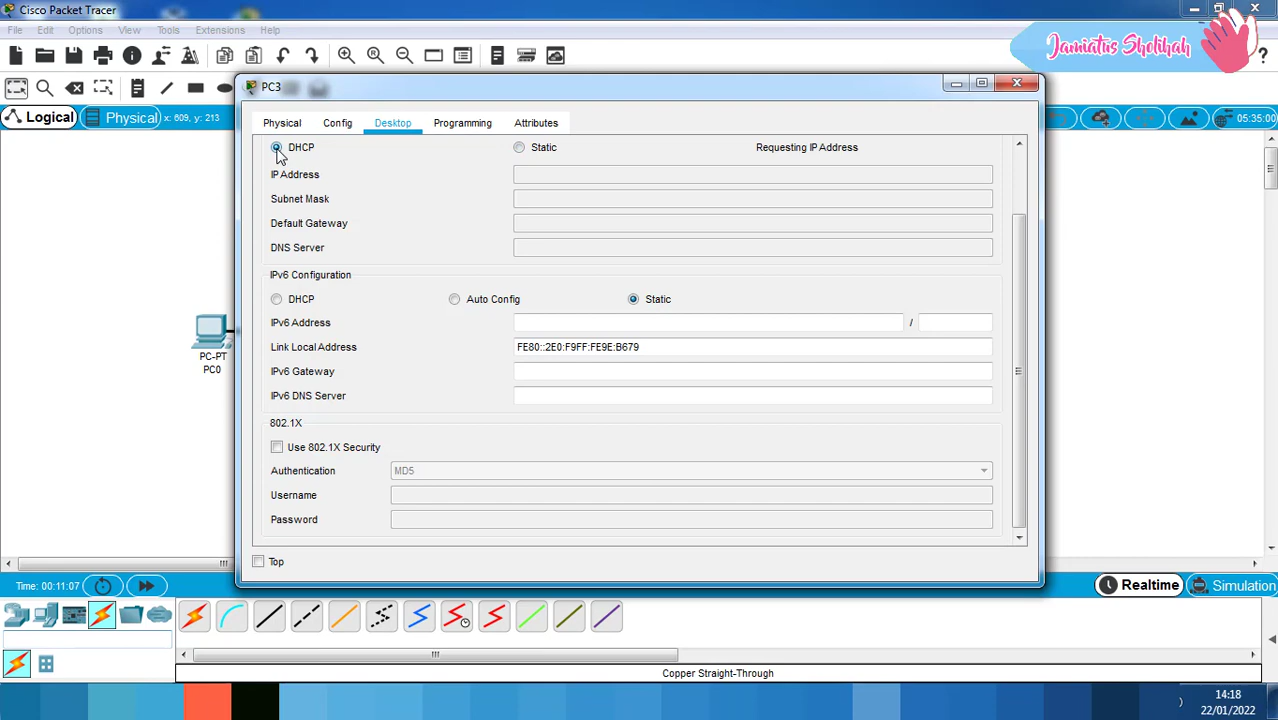 Cisco Packet Tracer
File Edit Options View Tools Extensions Help
Jamiatus Sholihah
Logical Physical x: 609, y: 213 05:35:00
PC3
Physical Config Desktop Programming Attributes
DHCP Static Requesting IP Address
IP Address
Subnet Mask
Default Gateway
DNS Server
IPv6 Configuration
DHCP Auto Config Static
IPv6 Address /
Link Local Address FE80::2E0:F9FF:FE9E:B679
IPv6 Gateway
IPv6 DNS Server
802.1X
Use 802.1X Security
Authentication MD5
Username
Password
Top
PC-PT
PC0
Time: 00:11:07 Realtime Simulation
Copper Straight-Through
14:18
22/01/2022